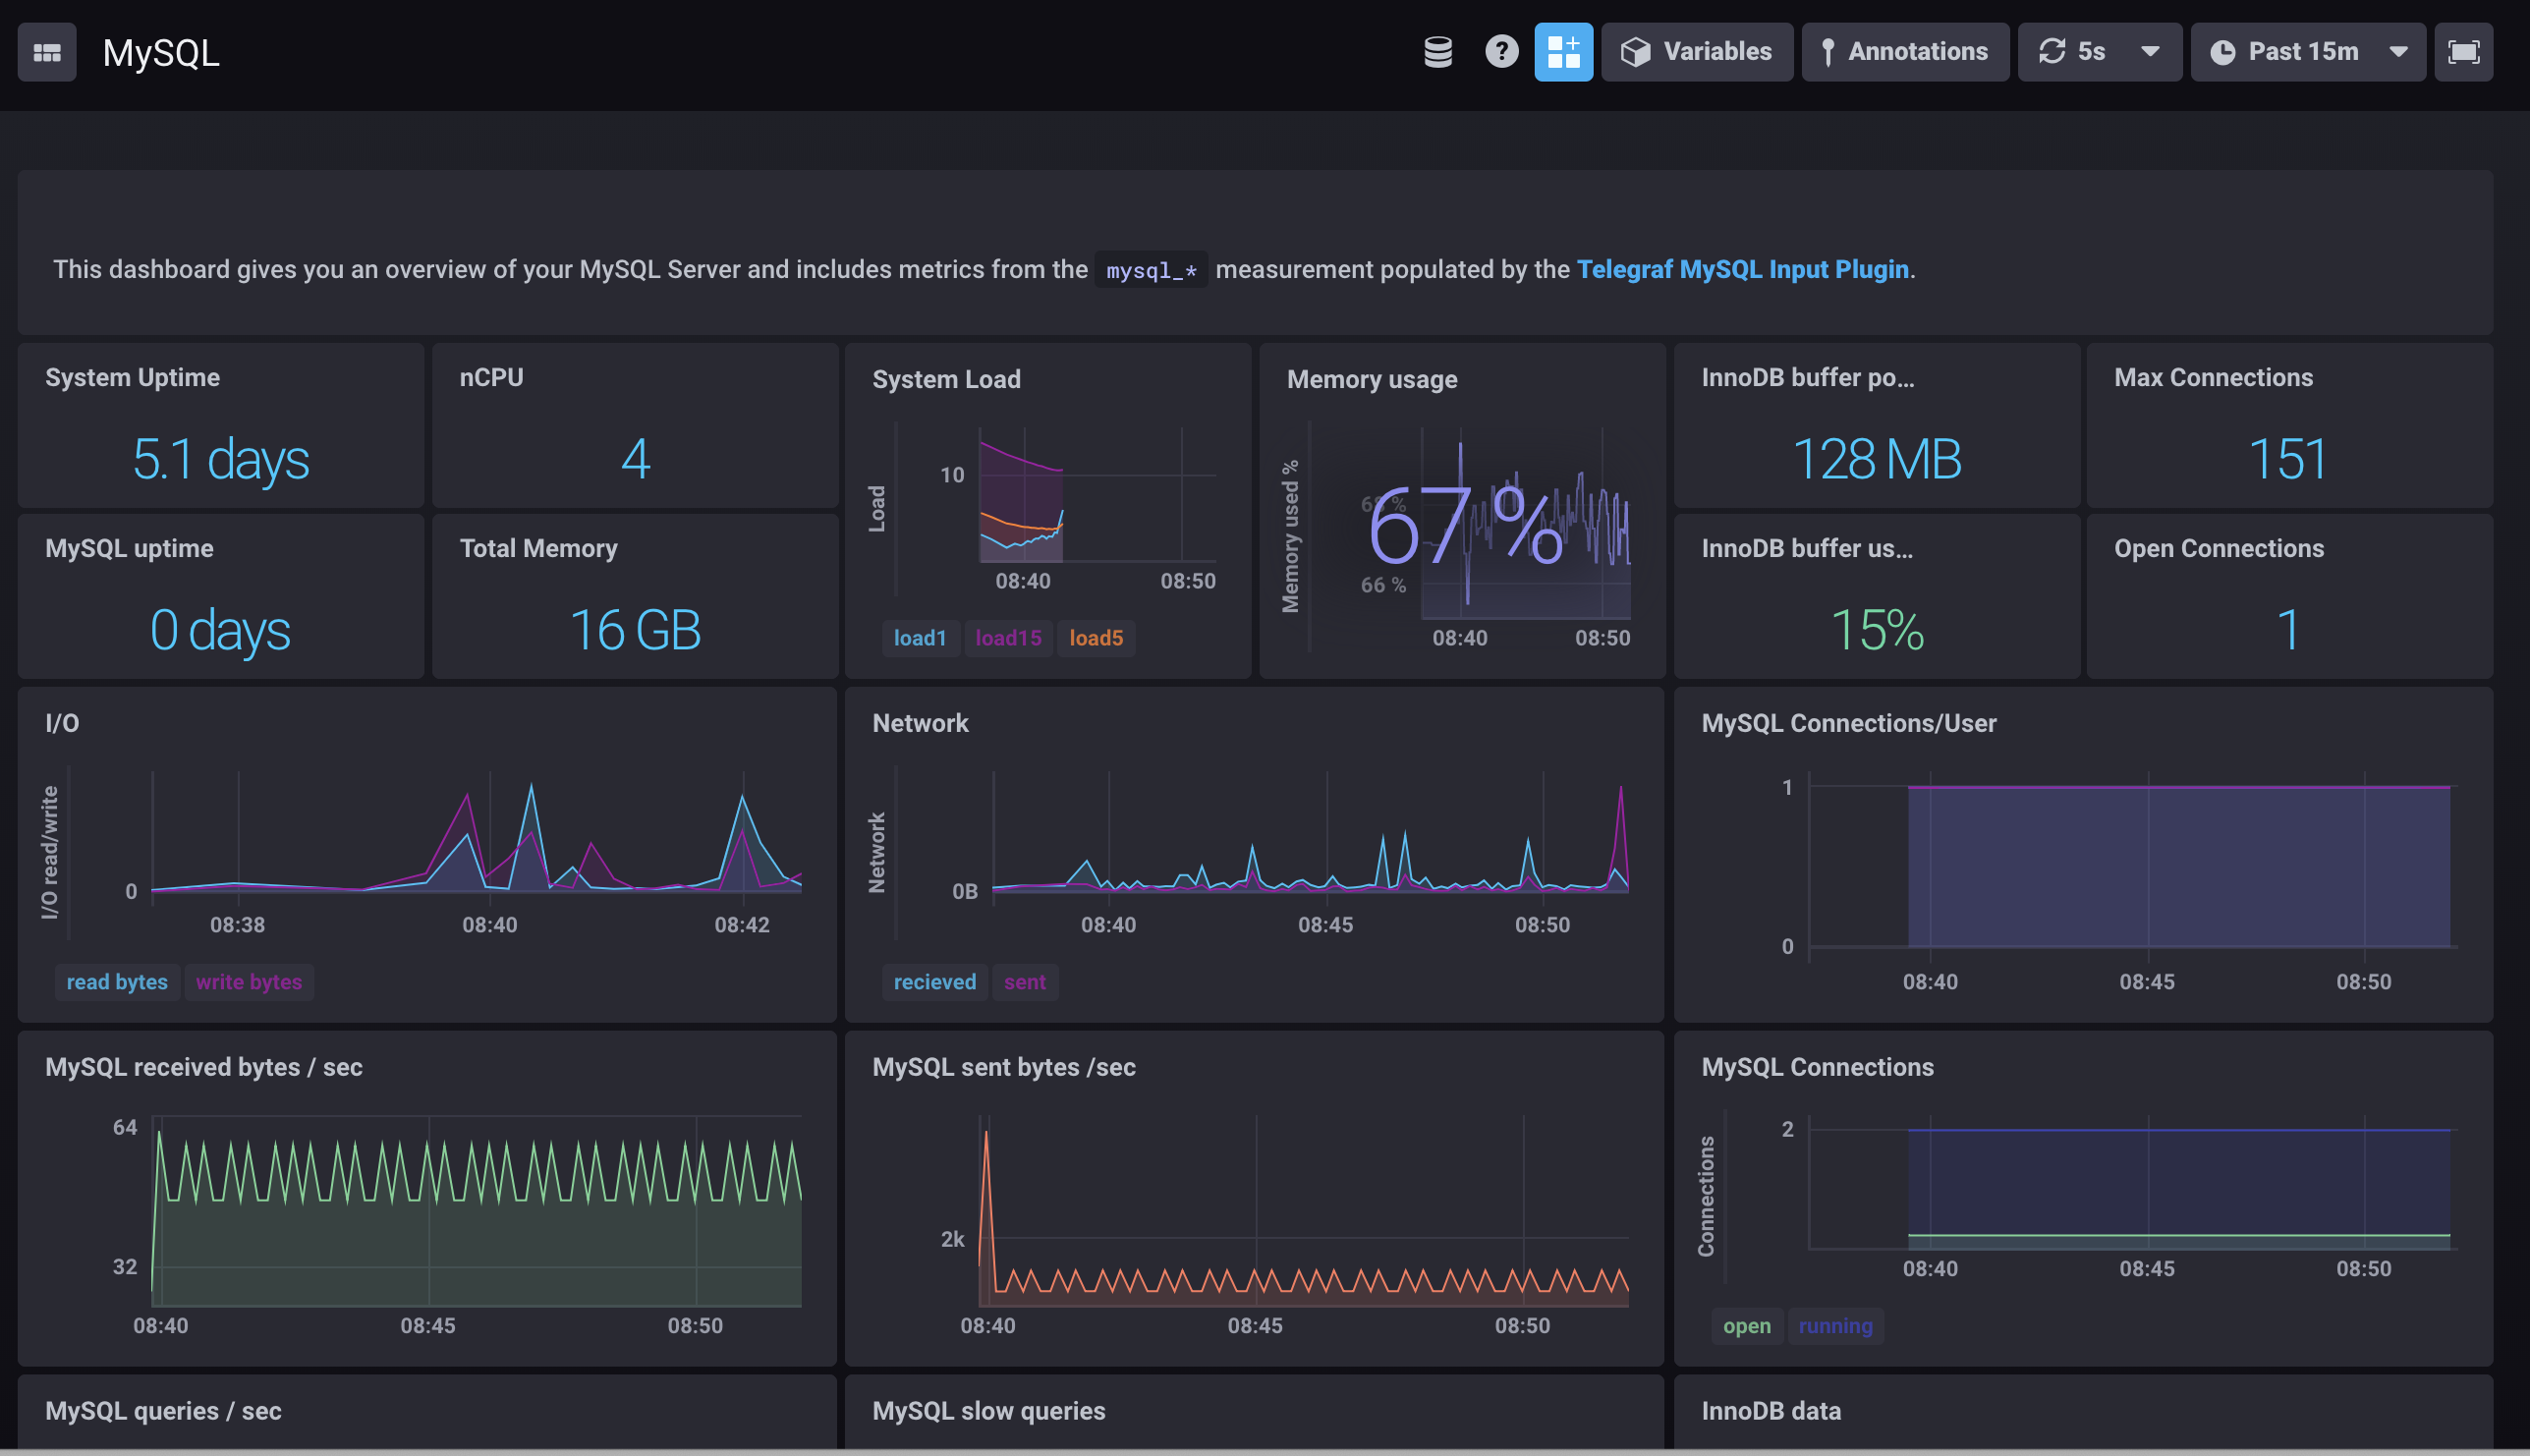 MySQL
? Variables Annotations 5s Past 15m
This dashboard gives you an overview of your MySQL Server and includes metrics from the mysql_* measurement populated by the Telegraf MySQL Input Plugin.
System Uptime
5.1 days
nCPU
4
System Load
Load
10
08:40 08:50
load1 load15 load5
Memory usage
Memory used %
68 %
67 %
66 %
08:40 08:50
InnoDB buffer po...
128 MB
Max Connections
151
MySQL uptime
0 days
Total Memory
16 GB
InnoDB buffer us...
15%
Open Connections
1
I/O
I/O read/write
0
08:38 08:40 08:42
read bytes write bytes
Network
Network
0B
08:40 08:45 08:50
recieved sent
MySQL Connections/User
1
0
08:40 08:45 08:50
MySQL received bytes / sec
64
32
08:40 08:45 08:50
MySQL sent bytes /sec
2k
08:40 08:45 08:50
MySQL Connections
Connections
2
08:40 08:45 08:50
open running
MySQL queries / sec
MySQL slow queries
InnoDB data